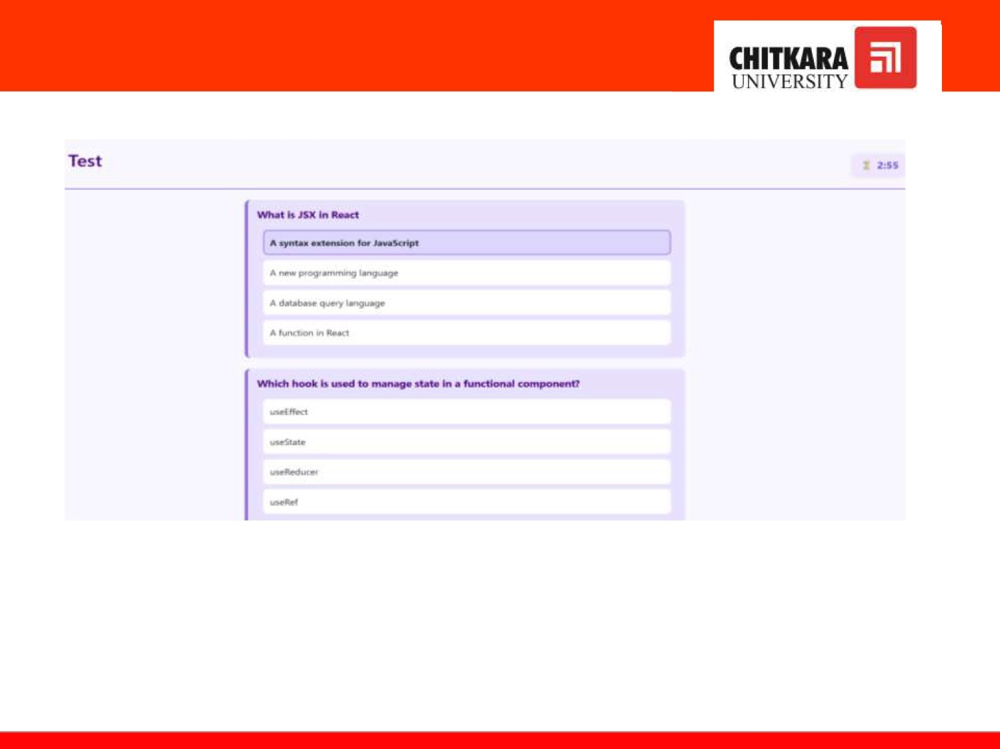 CHITKARA
UNIVERSITY
Test
2:55
What is JSX in React
A syntax extension for JavaScript
A new programming language
A database query language
A function in React
Which hook is used to manage state in a functional component?
useEffect
useState
useReducer
useRef